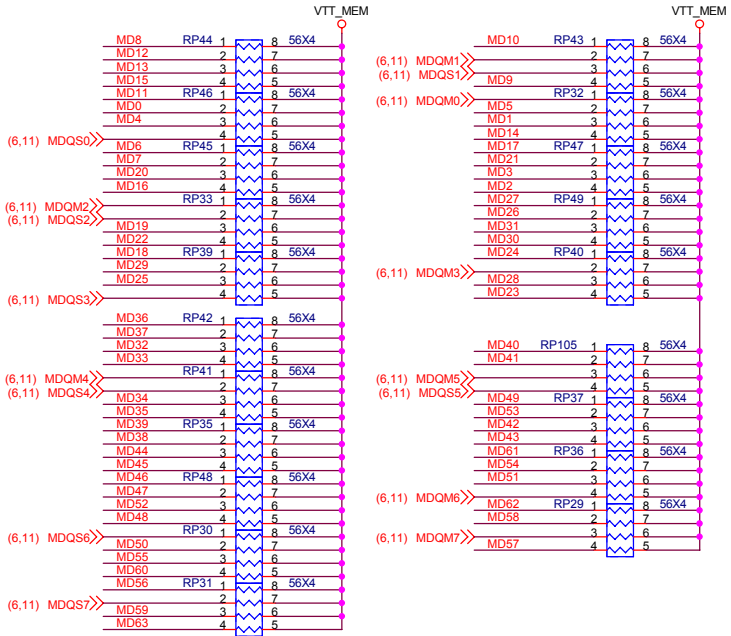 VTT_MEM
MD8 RP44 1 8 56X4
MD12 2 7
MD13 3 6
MD15 4 5
MD11 RP46 1 8 56X4
MD0 2 7
MD4 3 6
(6,11) MDQS0 4 5
MD6 RP45 1 8 56X4
MD7 2 7
MD20 3 6
MD16 4 5
(6,11) MDQM2 RP33 1 8 56X4
(6,11) MDQS2 2 7
MD19 3 6
MD22 4 5
MD18 RP39 1 8 56X4
MD29 2 7
MD25 3 6
(6,11) MDQS3 4 5
MD36 RP42 1 8 56X4
MD37 2 7
MD32 3 6
MD33 4 5
(6,11) MDQM4 RP41 1 8 56X4
(6,11) MDQS4 2 7
MD34 3 6
MD35 4 5
MD39 RP35 1 8 56X4
MD38 2 7
MD44 3 6
MD45 4 5
MD46 RP48 1 8 56X4
MD47 2 7
MD52 3 6
MD48 4 5
(6,11) MDQS6 RP30 1 8 56X4
MD50 2 7
MD55 3 6
MD60 4 5
MD56 RP31 1 8 56X4
(6,11) MDQS7 2 7
MD59 3 6
MD63 4 5
VTT_MEM
MD10 RP43 1 8 56X4
(6,11) MDQM1 2 7
(6,11) MDQS1 3 6
MD9 4 5
(6,11) MDQM0 RP32 1 8 56X4
MD5 2 7
MD1 3 6
MD14 4 5
MD17 RP47 1 8 56X4
MD21 2 7
MD3 3 6
MD2 4 5
MD27 RP49 1 8 56X4
MD26 2 7
MD31 3 6
MD30 4 5
MD24 RP40 1 8 56X4
(6,11) MDQM3 2 7
MD28 3 6
MD23 4 5
MD40 RP105 1 8 56X4
MD41 2 7
(6,11) MDQM5 3 6
(6,11) MDQS5 4 5
MD49 RP37 1 8 56X4
MD53 2 7
MD42 3 6
MD43 4 5
MD61 RP36 1 8 56X4
MD54 2 7
MD51 3 6
(6,11) MDQM6 4 5
MD62 RP29 1 8 56X4
MD58 2 7
(6,11) MDQM7 3 6
MD57 4 5